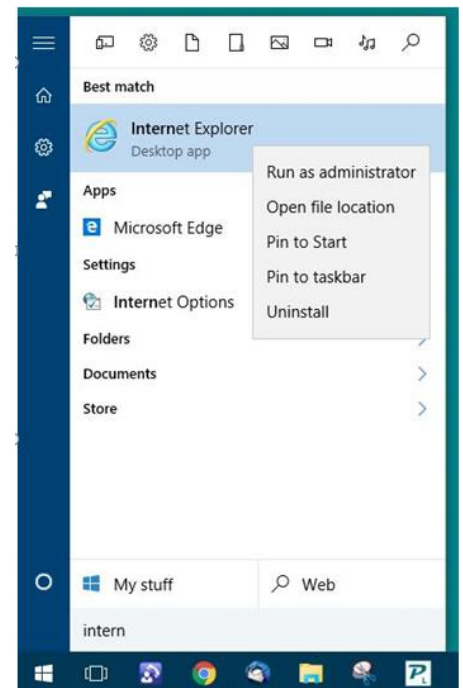 Best match
Internet Explorer
Desktop app
Run as administrator
Open file location
Pin to Start
Pin to taskbar
Uninstall
Apps
Microsoft Edge
Settings
Internet Options
Folders
Documents
Store
My stuff
Web
intern